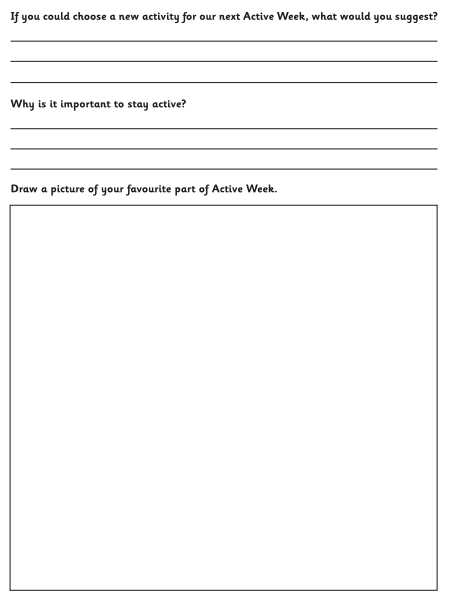 If you could choose a new activity for our next Active Week, what would you suggest?
Why is it important to stay active?
Draw a picture of your favourite part of Active Week.